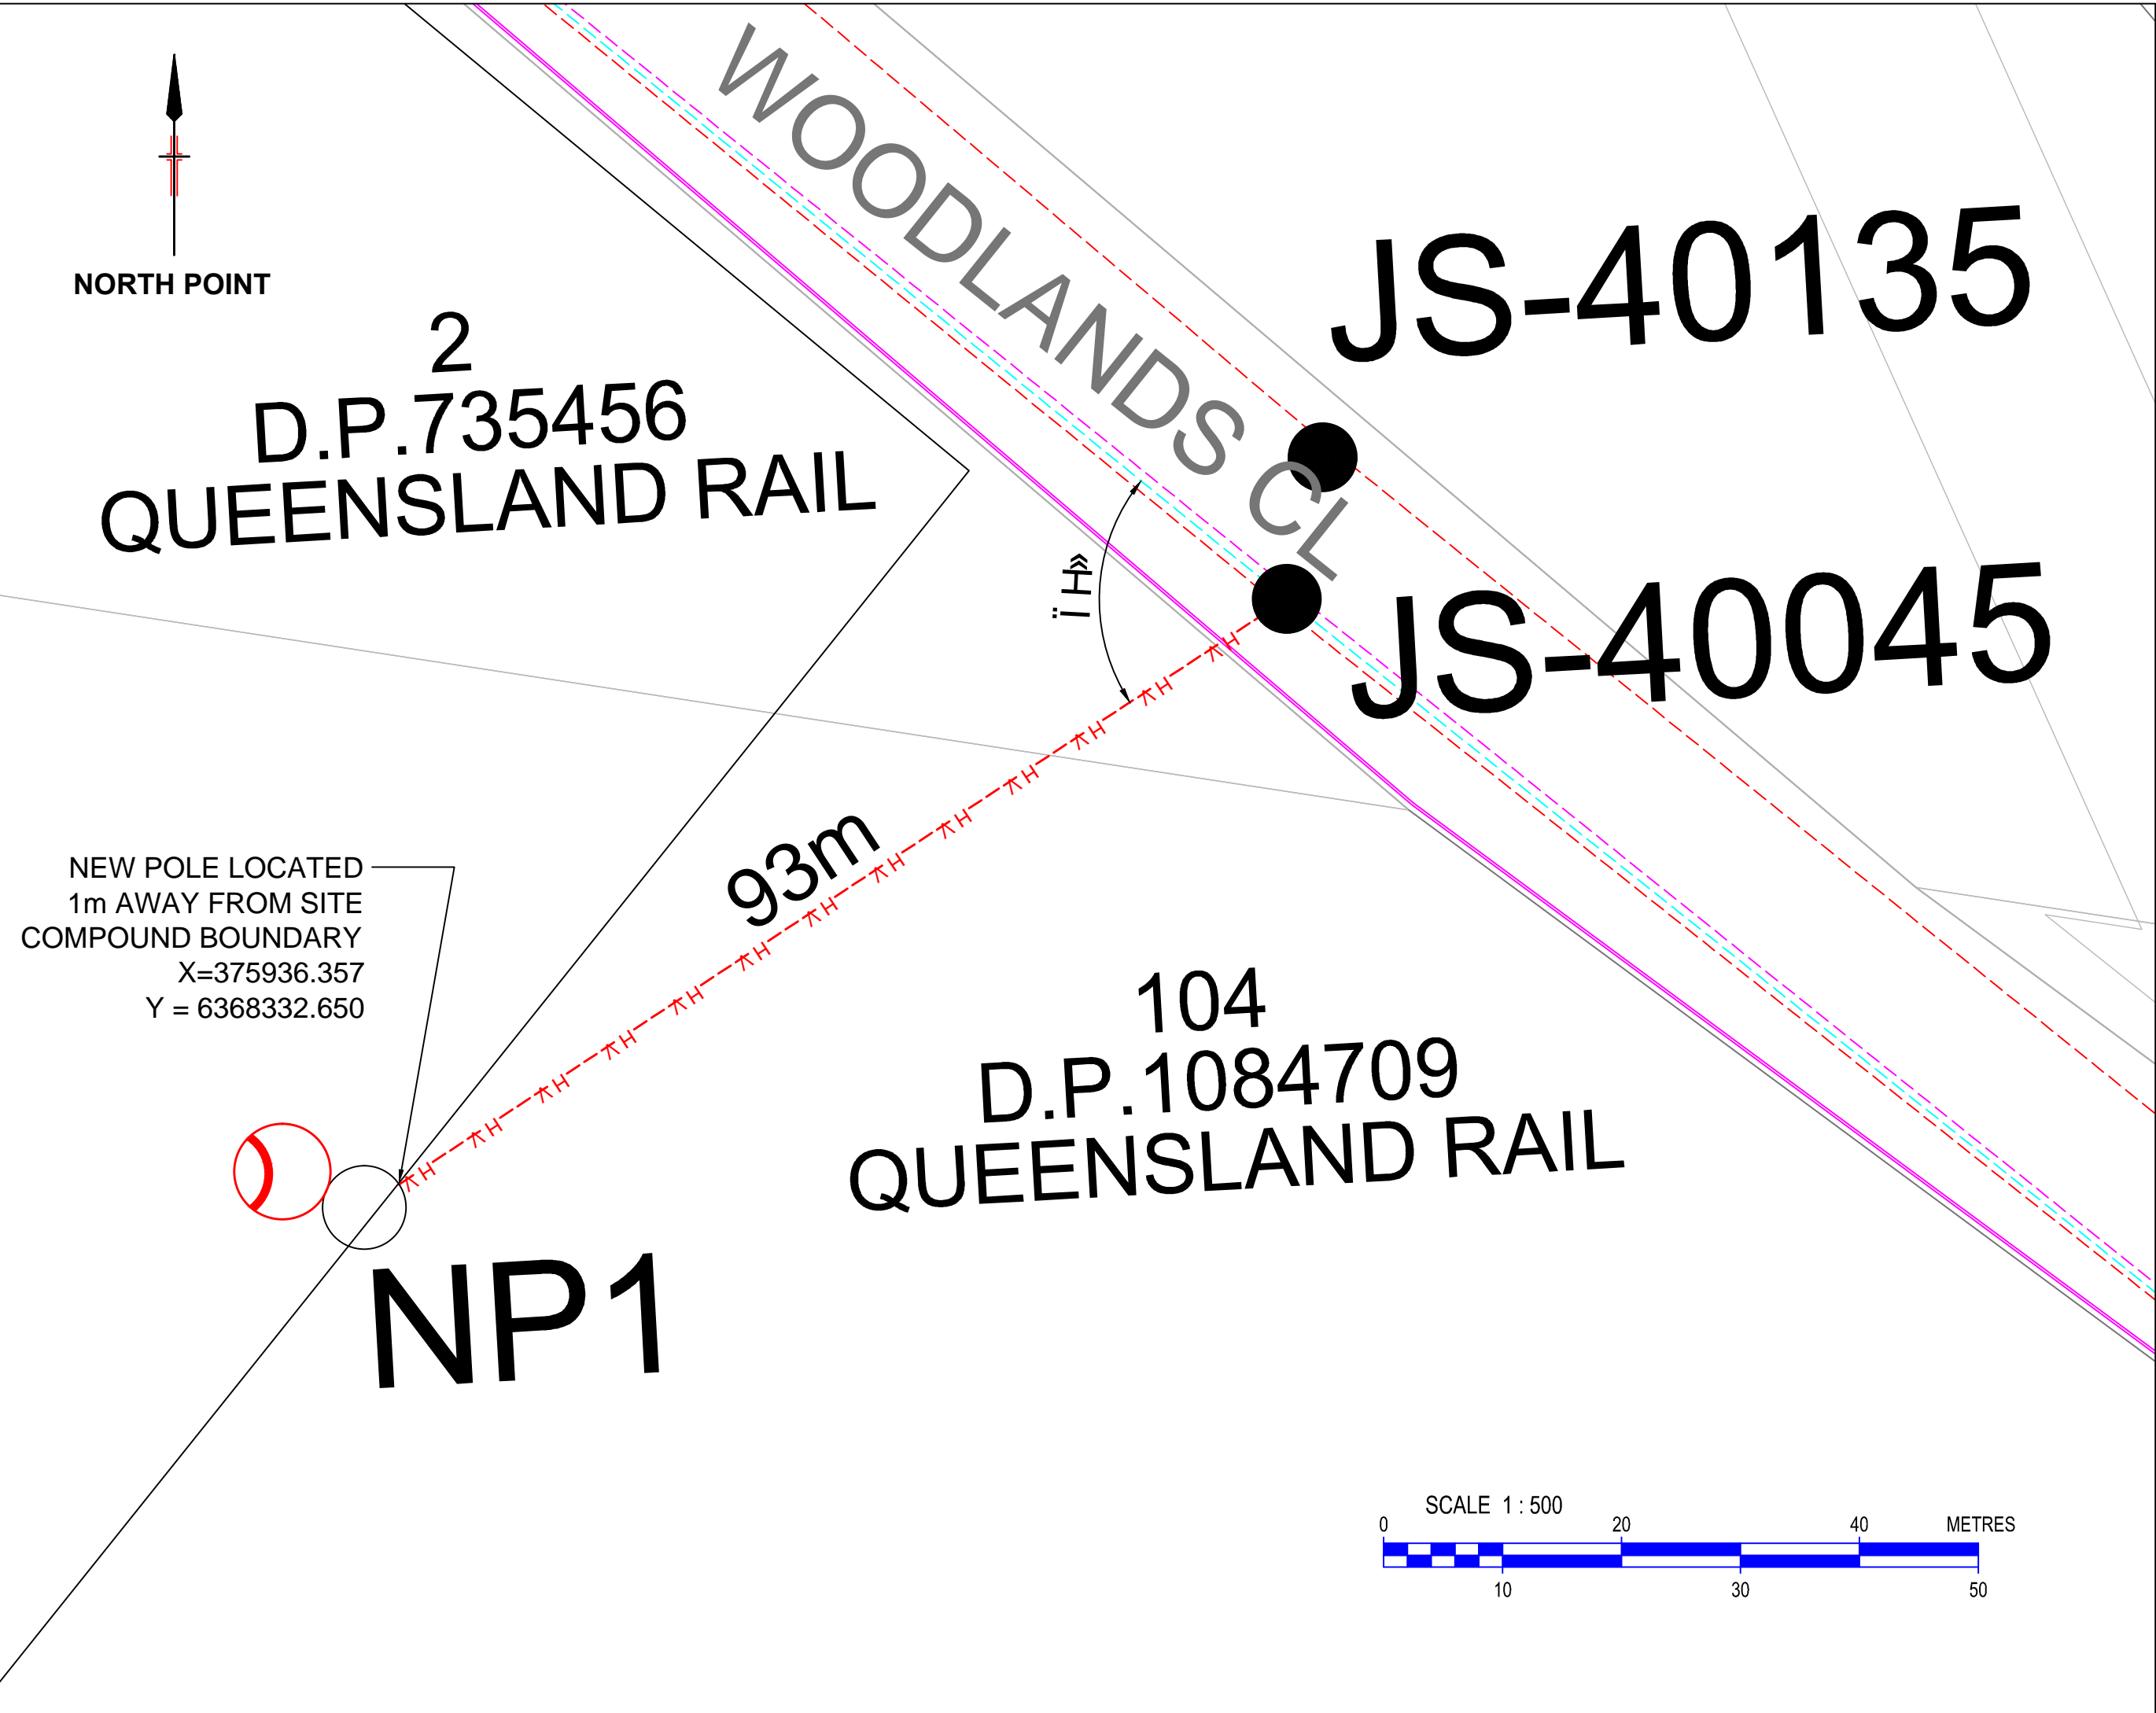 WOODLANDS CL
NORTH POINT
JS-40135
2
D.P.735456
QUEENSLAND RAIL
JS-40045
93m
NEW POLE LOCATED
1m AWAY FROM SITE
COMPOUND BOUNDARY
X=375936.357
Y = 6368332.650
104
D.P.1084709
QUEENSLAND RAIL
NP1
SCALE 1 : 500
0 20 40 METRES
10 30 50